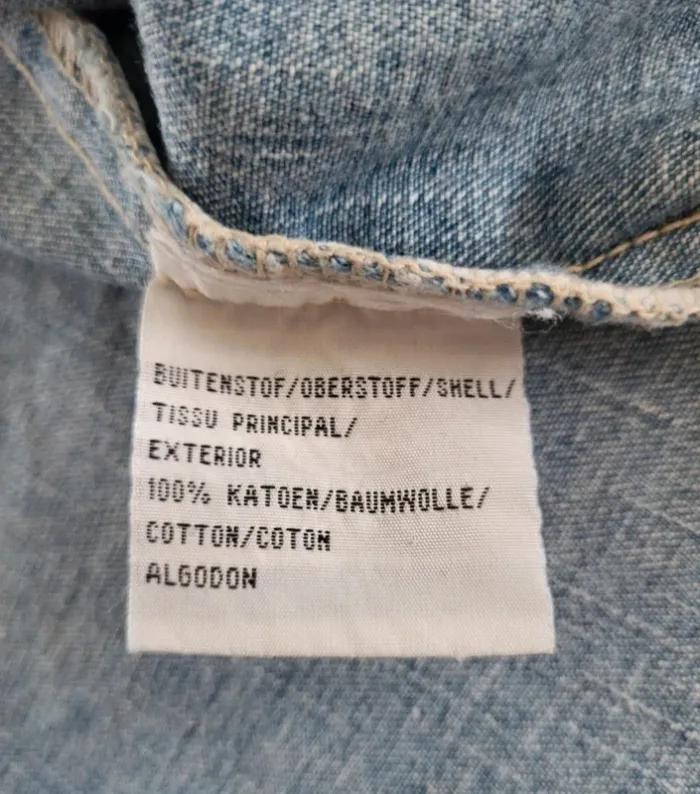 BUITENSTOF/OBERSTOFF/SHELL/
TISSU PRINCIPAL/
EXTERIOR
100% KATOEN/BAUMWOLLE/
COTTON/COTON
ALGODON